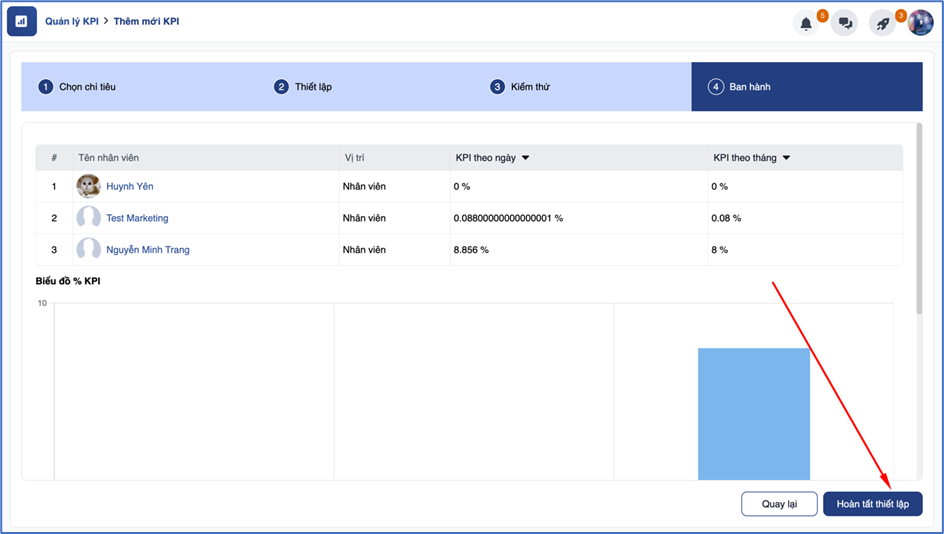 Quản lý KPI > Thêm mới KPI
5
3
1 Chọn chỉ tiêu 2 Thiết lập 3 Kiểm thử 4 Ban hành
# Tên nhân viên Vị trí KPI theo ngày KPI theo tháng
1 Huynh Yên Nhân viên 0 % 0 %
2 Test Marketing Nhân viên 0.08800000000000001 % 0.08 %
3 Nguyễn Minh Trang Nhân viên 8.856 % 8 %
Biểu đồ % KPI
10
Quay lại Hoàn tất thiết lập